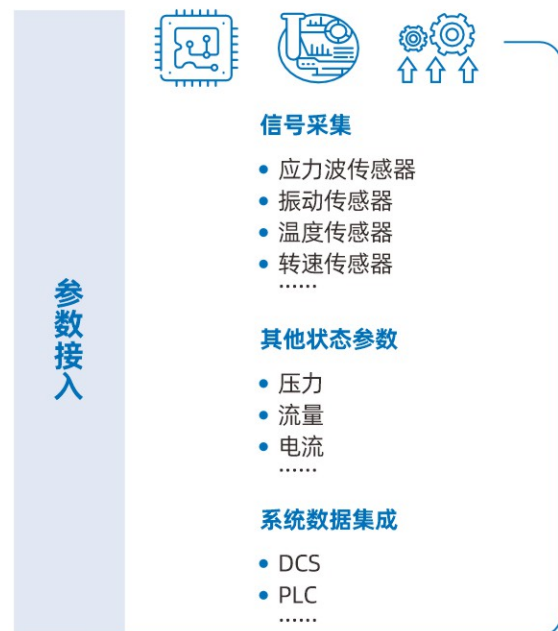 参数接入
信号采集
• 应力波传感器
• 振动传感器
• 温度传感器
• 转速传感器
······
其他状态参数
• 压力
• 流量
• 电流
······
系统数据集成
• DCS
• PLC
······